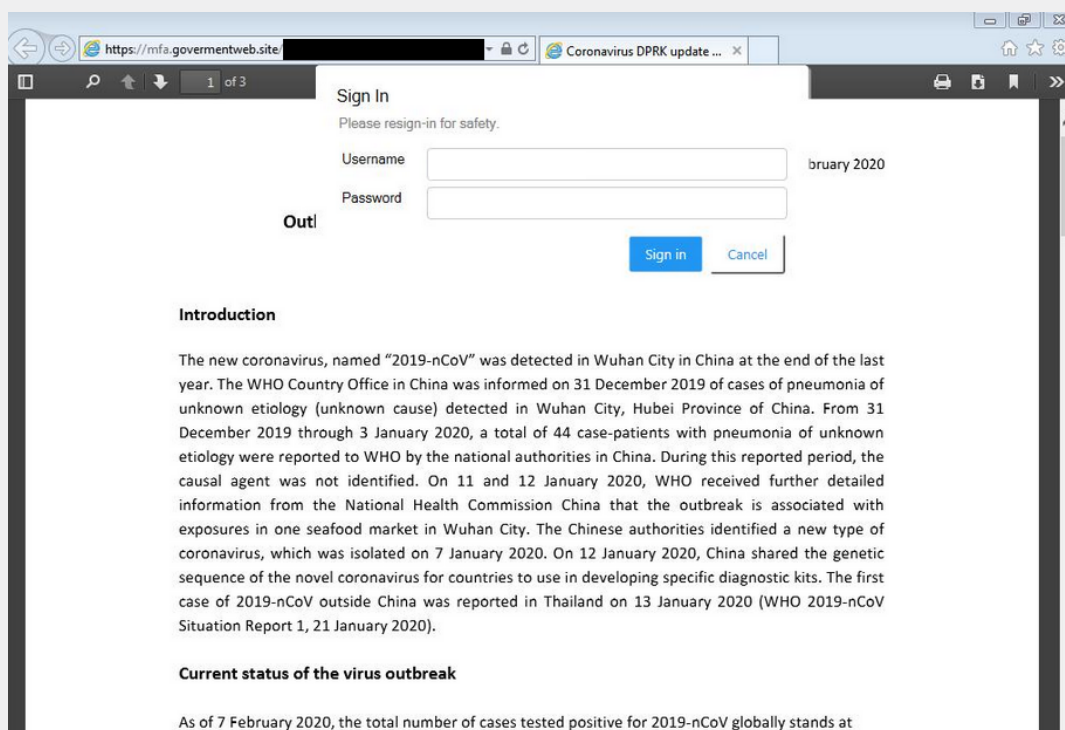 https://mfa.govermentweb.site/
Coronavirus DPRK update ...
1 of 3
Sign In
Please resign-in for safety.
Username
bruary 2020
Password
Outl
Sign in
Cancel
Introduction
The new coronavirus, named “2019-nCoV” was detected in Wuhan City in China at the end of the last
year. The WHO Country Office in China was informed on 31 December 2019 of cases of pneumonia of
unknown etiology (unknown cause) detected in Wuhan City, Hubei Province of China. From 31
December 2019 through 3 January 2020, a total of 44 case-patients with pneumonia of unknown
etiology were reported to WHO by the national authorities in China. During this reported period, the
causal agent was not identified. On 11 and 12 January 2020, WHO received further detailed
information from the National Health Commission China that the outbreak is associated with
exposures in one seafood market in Wuhan City. The Chinese authorities identified a new type of
coronavirus, which was isolated on 7 January 2020. On 12 January 2020, China shared the genetic
sequence of the novel coronavirus for countries to use in developing specific diagnostic kits. The first
case of 2019-nCoV outside China was reported in Thailand on 13 January 2020 (WHO 2019-nCoV
Situation Report 1, 21 January 2020).
Current status of the virus outbreak
As of 7 February 2020, the total number of cases tested positive for 2019-nCoV globally stands at